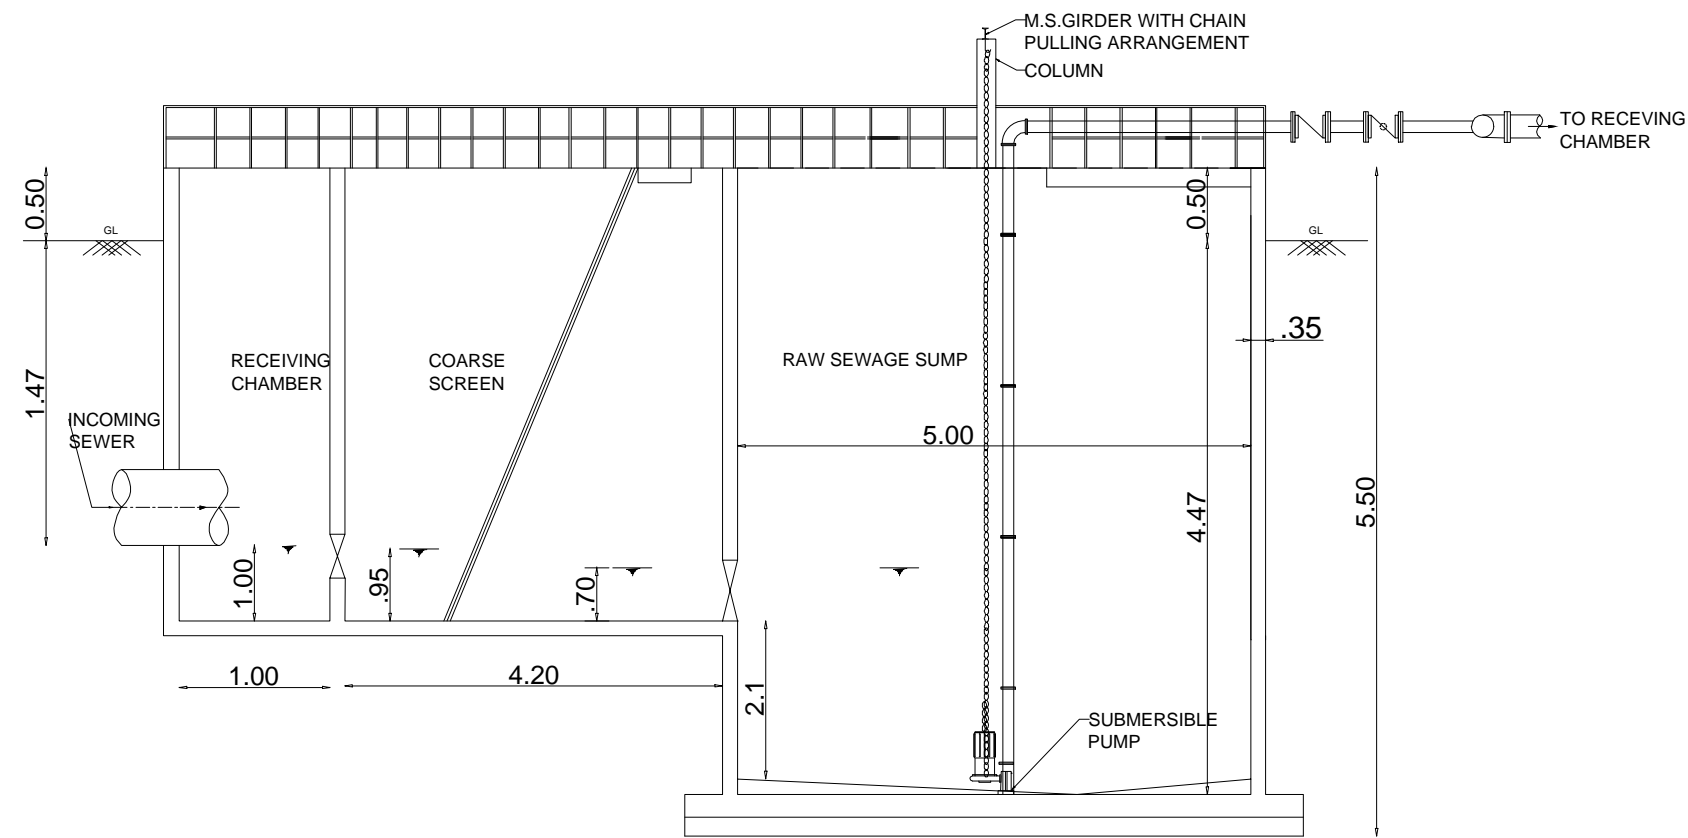 M.S.GIRDER WITH CHAIN
PULLING ARRANGEMENT
COLUMN
TO RECEVING
CHAMBER
0.50
0.50
GL
GL
1.47
.35
RECEIVING
CHAMBER
COARSE
SCREEN
RAW SEWAGE SUMP
INCOMING
SEWER
5.00
4.47
5.50
1.00
.95
.70
1.00
4.20
2.1
SUBMERSIBLE
PUMP